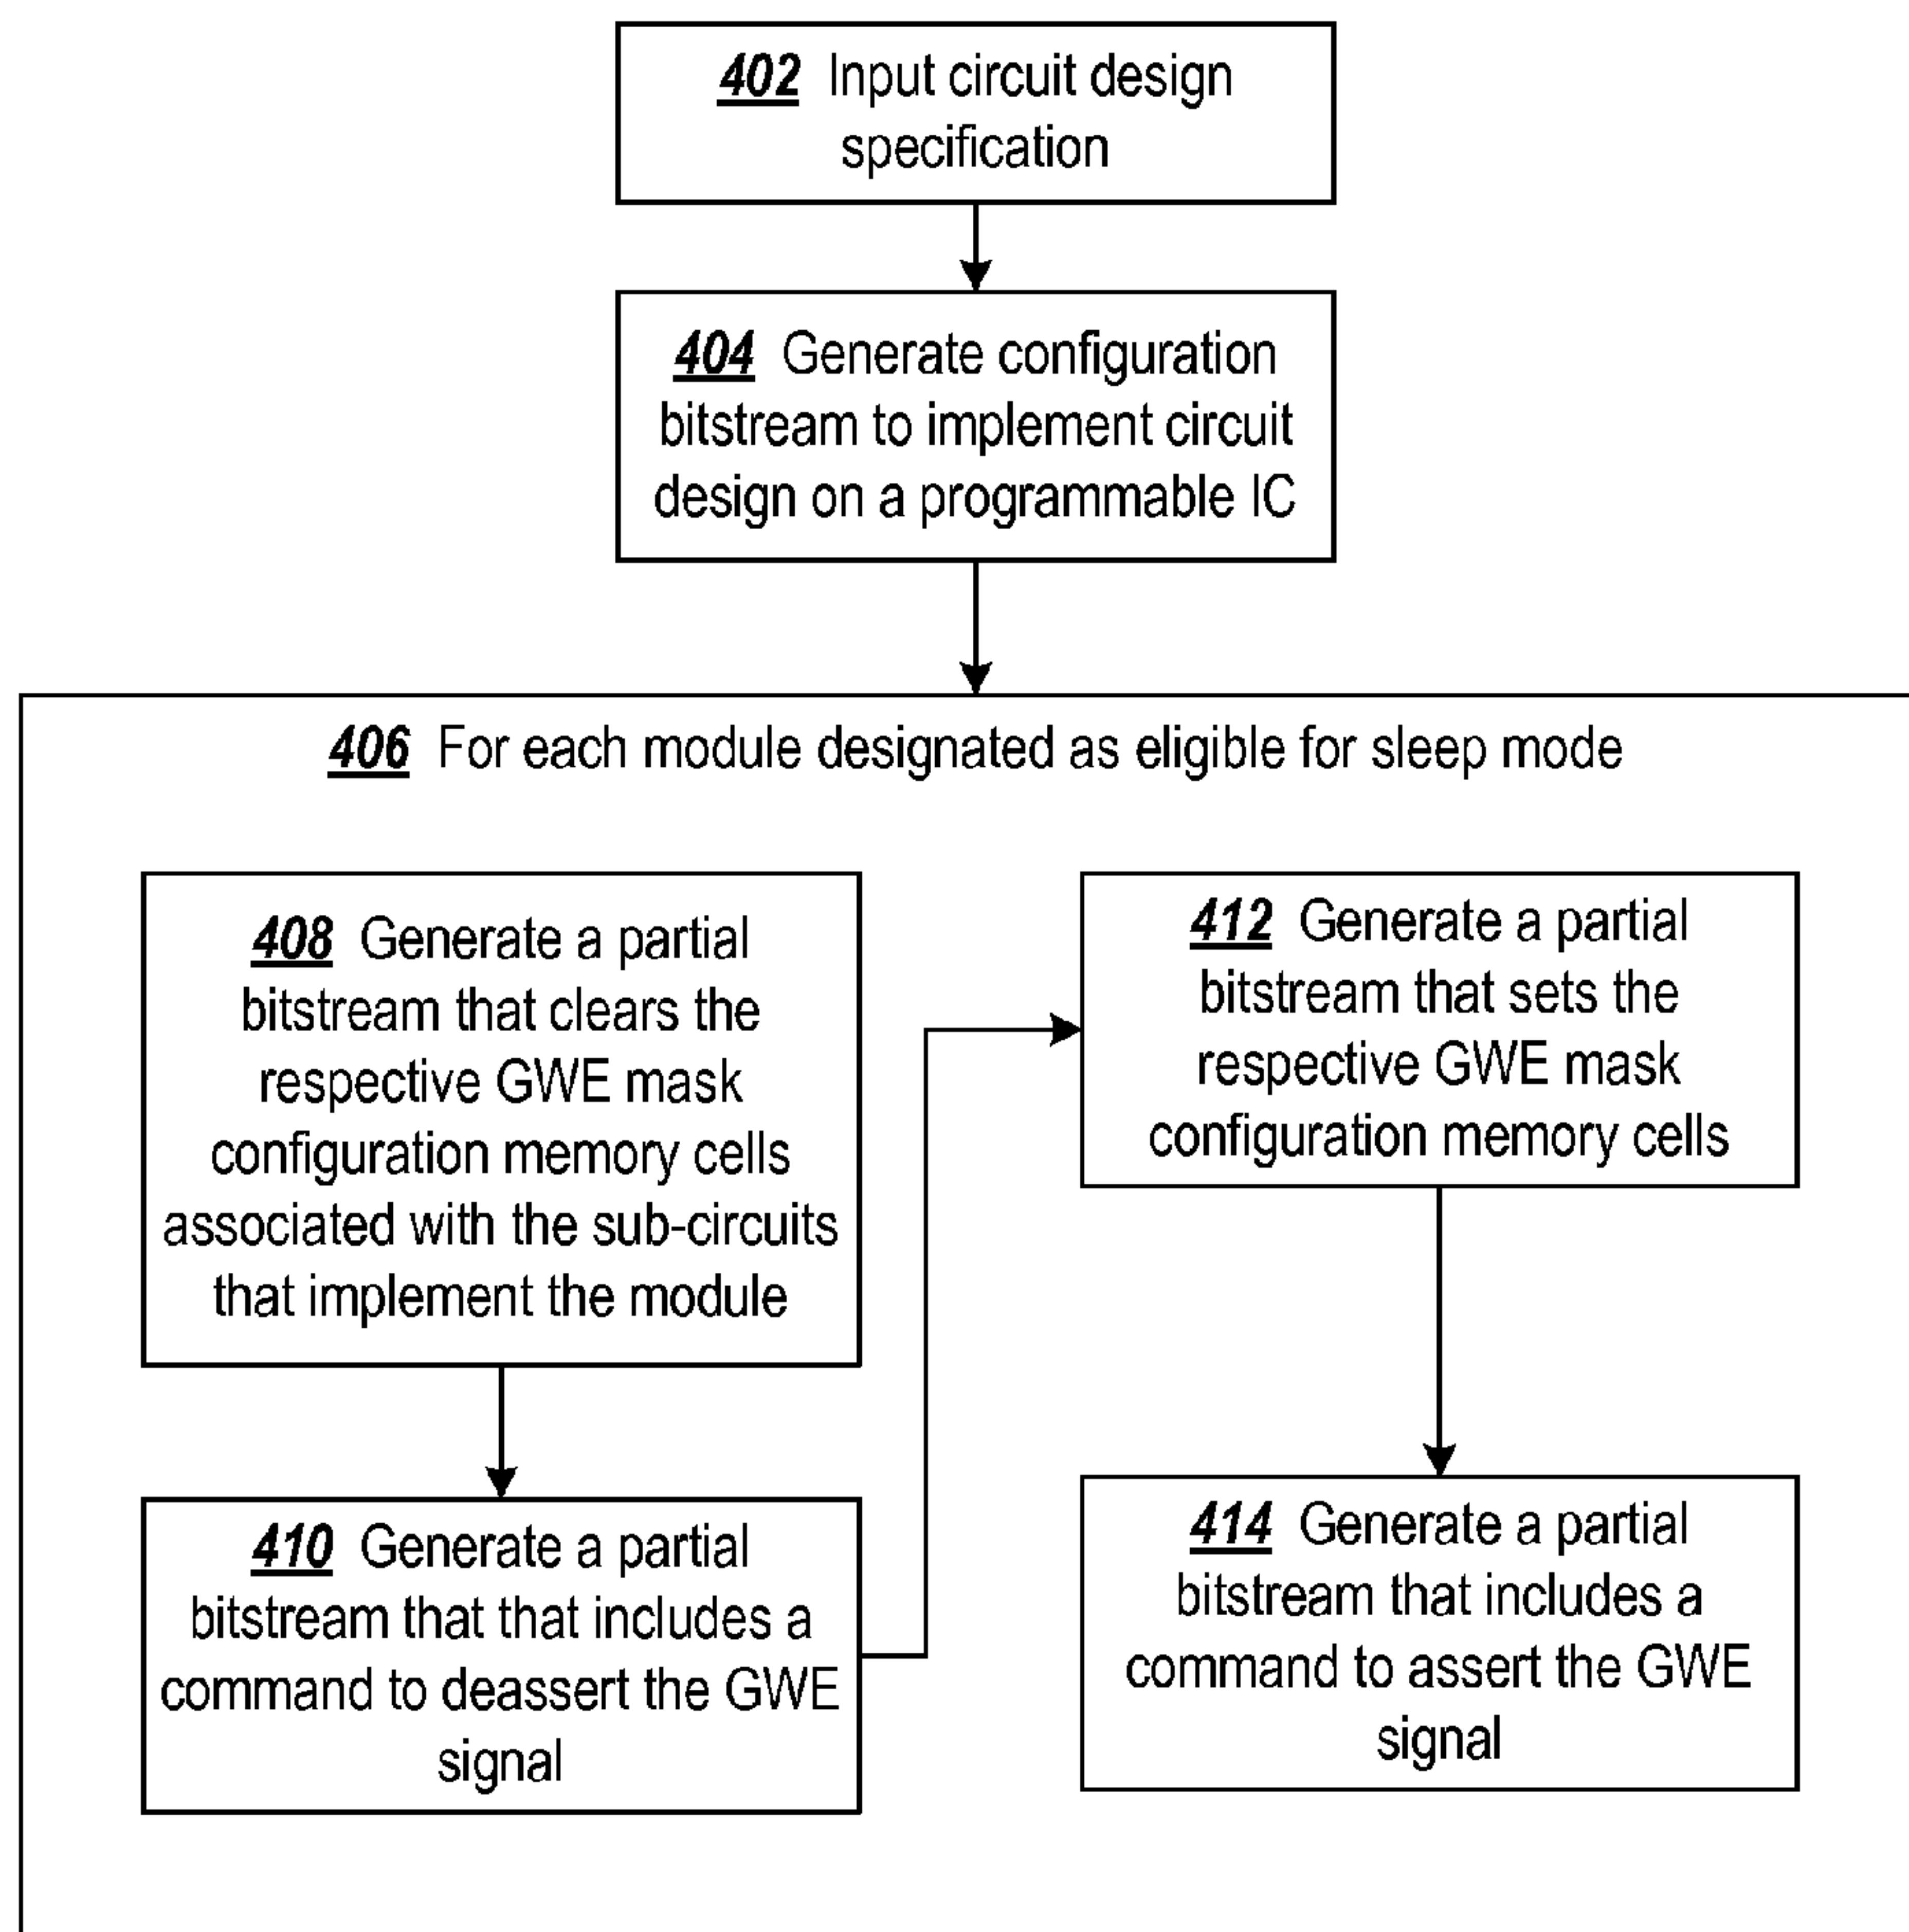 402 Input circuit design
specification
404 Generate configuration
bitstream to implement circuit
design on a programmable IC
406 For each module designated as eligible for sleep mode
408 Generate a partial
bitstream that clears the
respective GWE mask
configuration memory cells
associated with the sub-circuits
that implement the module
410 Generate a partial
bitstream that that includes a
command to deassert the GWE
signal
412 Generate a partial
bitstream that sets the
respective GWE mask
configuration memory cells
414 Generate a partial
bitstream that includes a
command to assert the GWE
signal